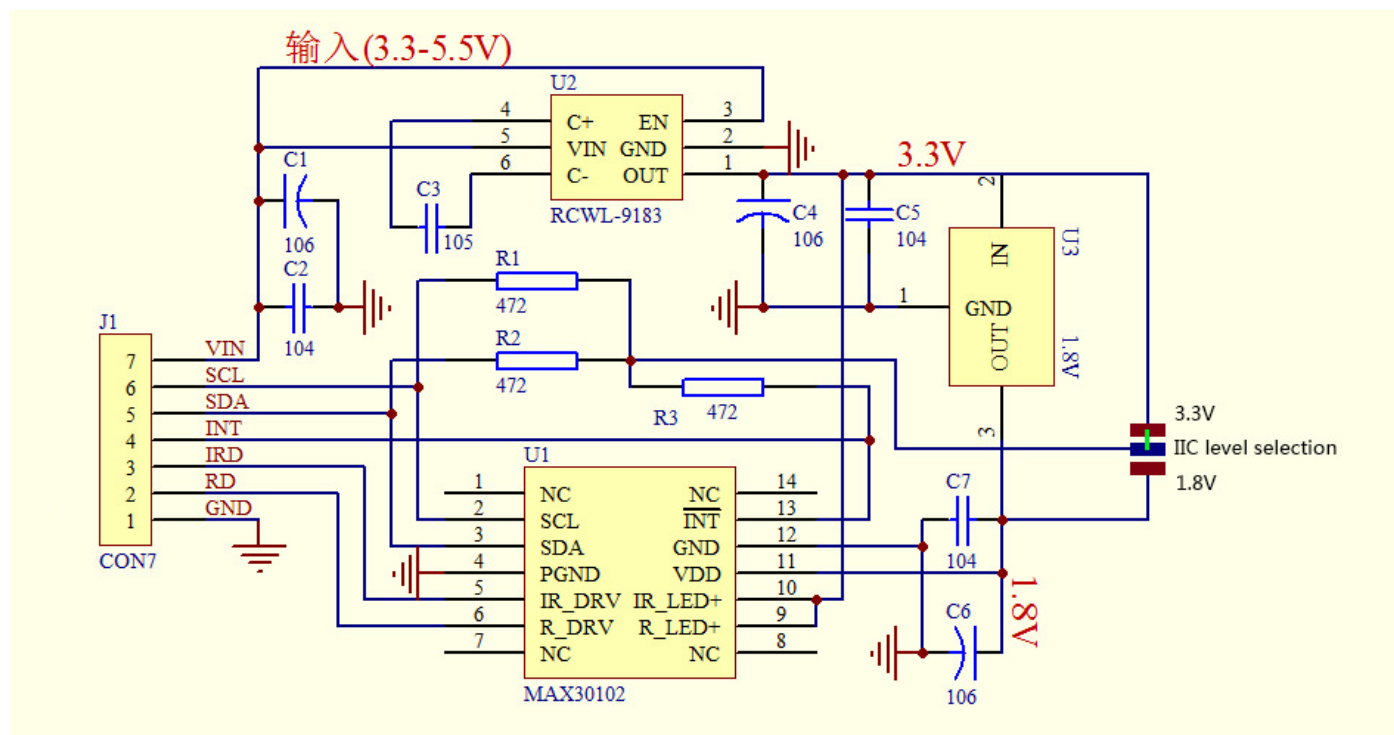 输入(3.3-5.5V)
U2
4 C+ EN 3
5 VIN GND 2
6 C- OUT 1
RCWL-9183
C1
106
C2
104
C3
105
3.3V
C4
106
C5
104
2
IN
U3
1 GND
OUT
1.8V
3
R1
472
R2
472
R3
472
J1
7 VIN
6 SCL
5 SDA
4 INT
3 IRD
2 RD
1 GND
CON7
3.3V
IIC level selection
1.8V
U1
1 NC NC 14
2 SCL INT 13
3 SDA GND 12
4 PGND VDD 11
5 IR_DRV IR_LED+ 10
6 R_DRV R_LED+ 9
7 NC NC 8
MAX30102
C7
104
1.8V
C6
106